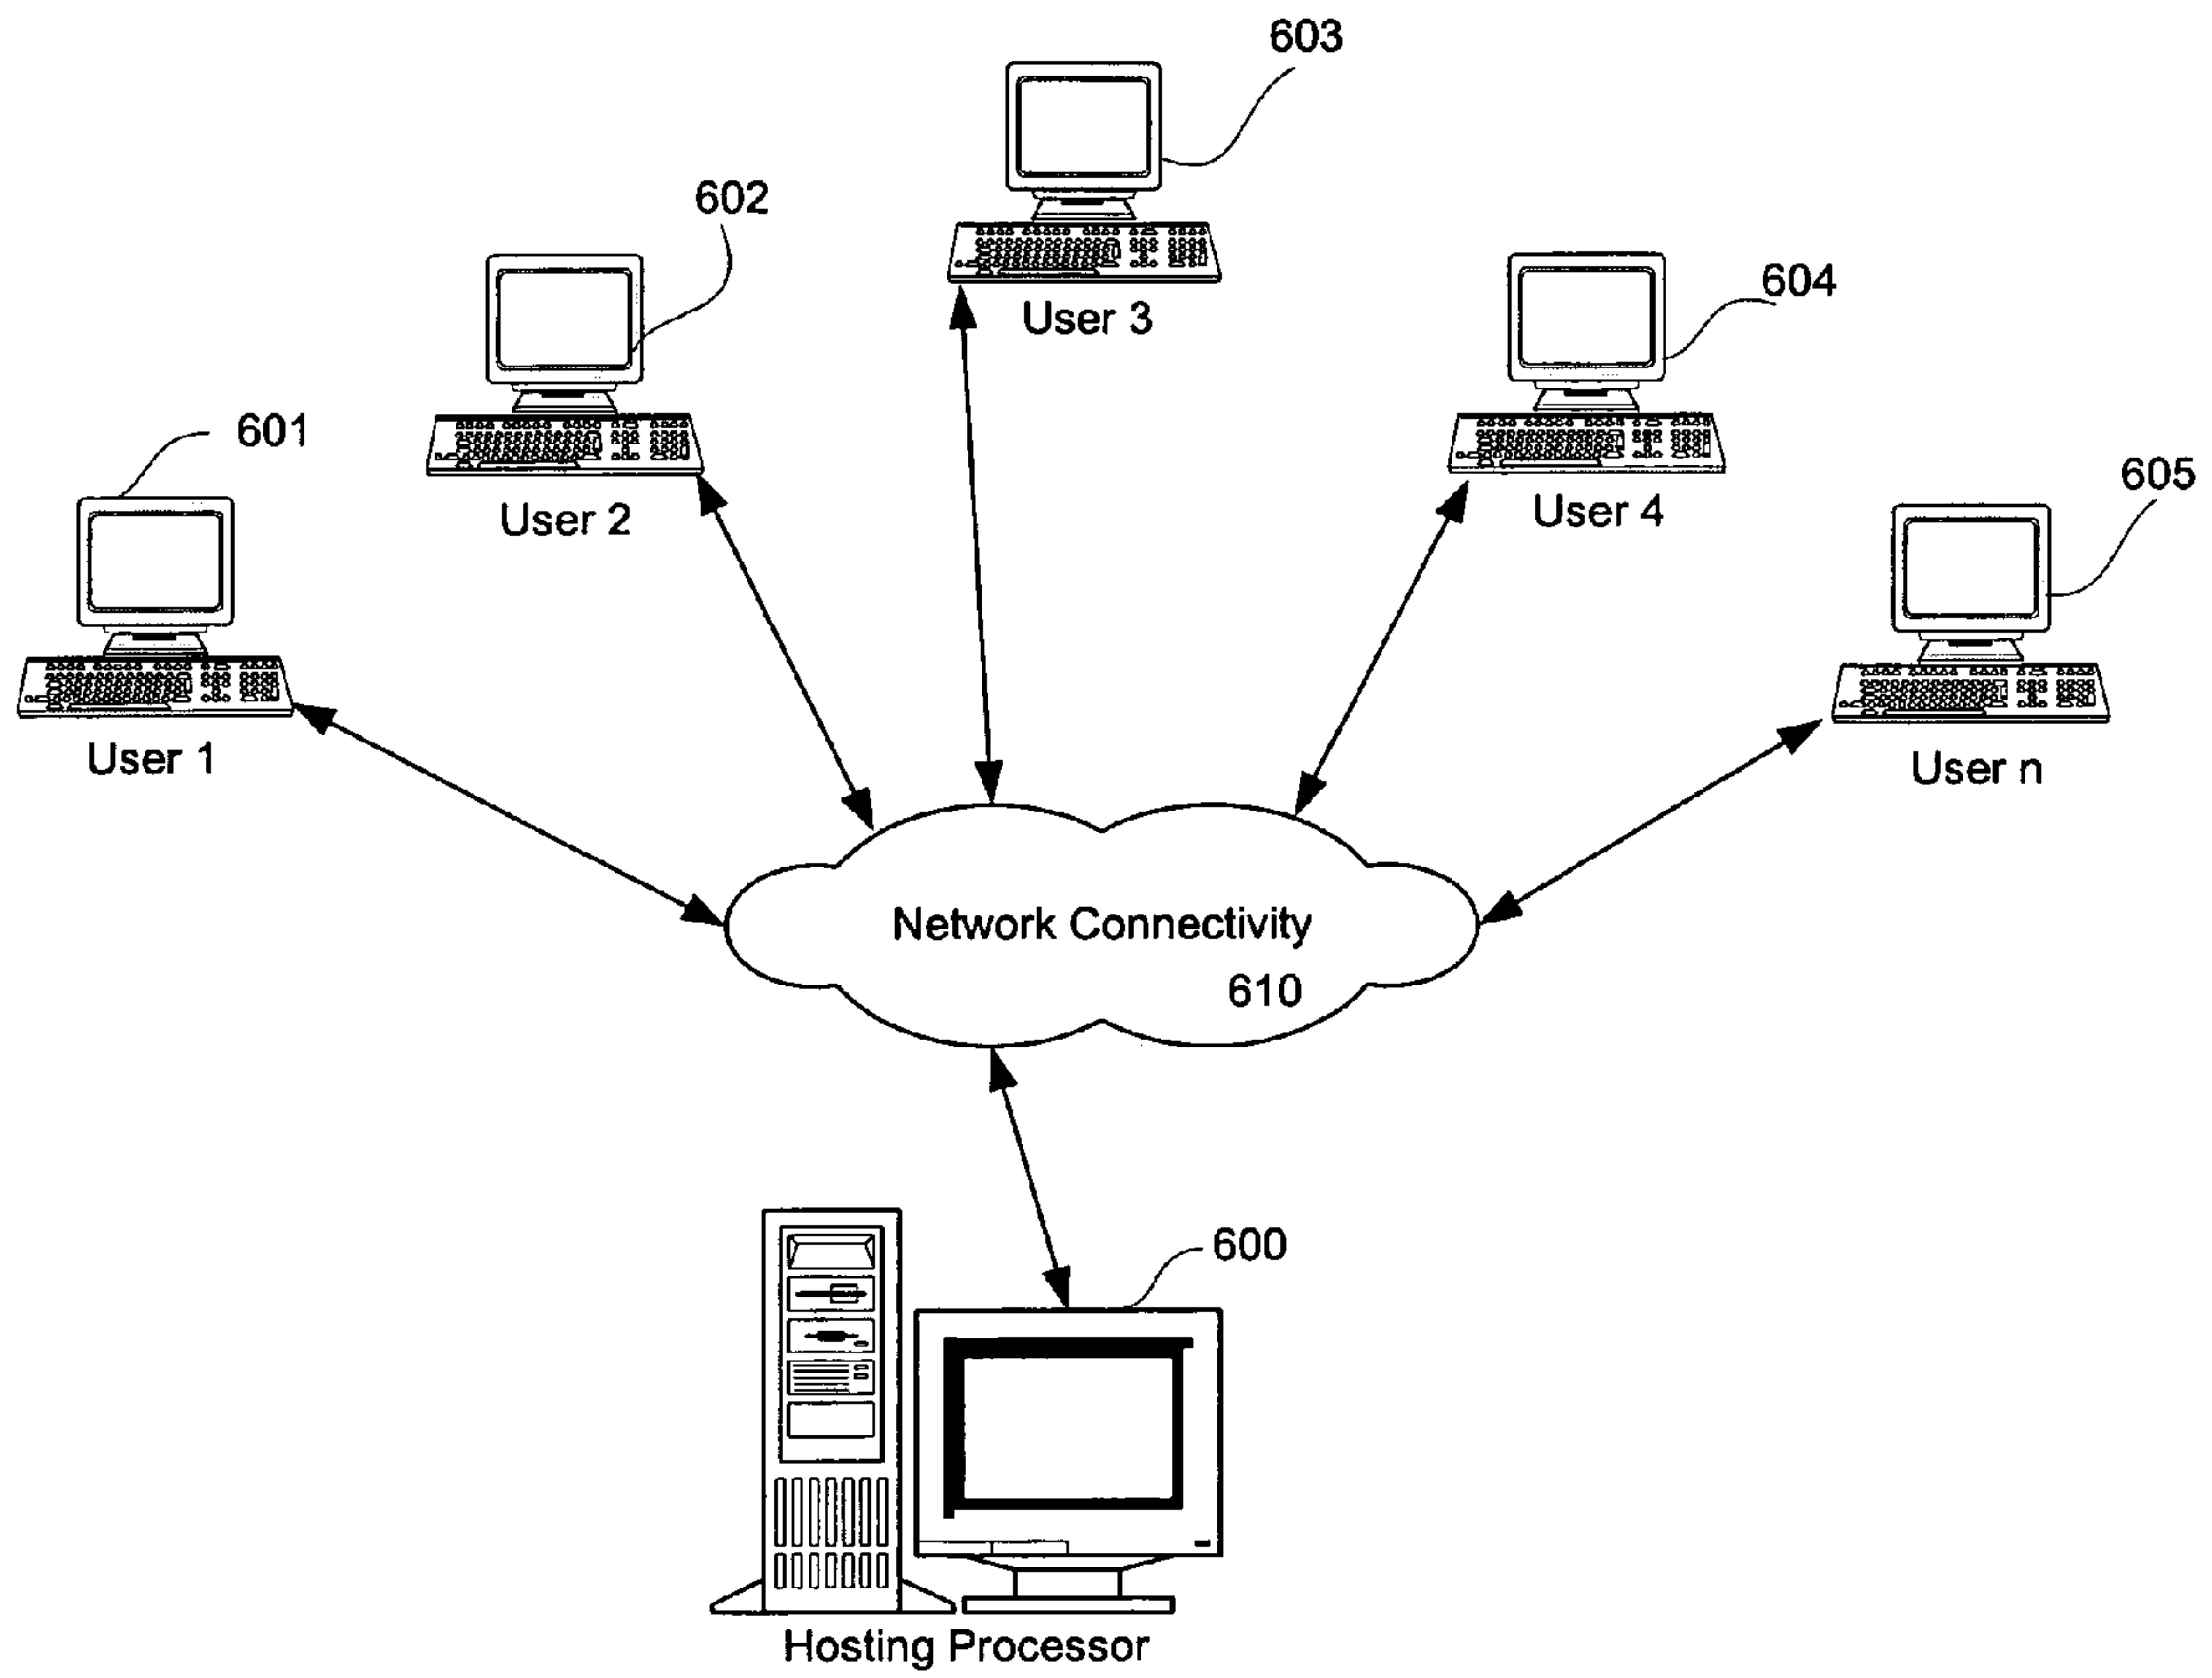 603
602
User 3
604
601
User 2
User 4
605
User 1
User n
Network Connectivity
610
600
Hosting Processor